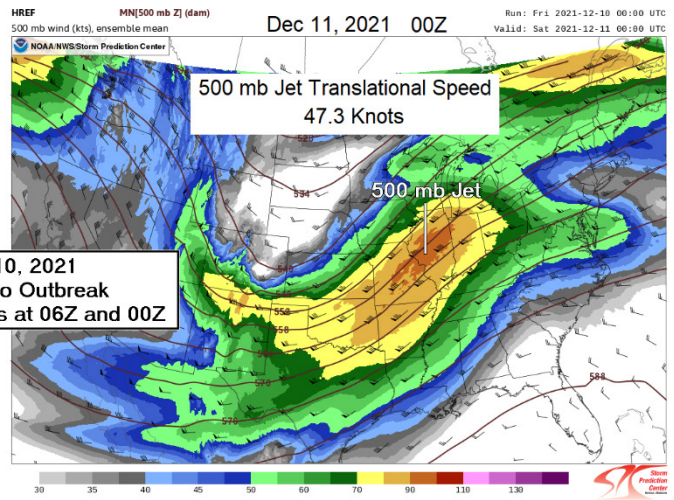 HREF MN[500 mb Z] (dam) Dec 11, 2021 00Z Run: Fri 2021-12-10 00:00 UTC
500 mb wind (kts), ensemble mean Valid: Sat 2021-12-11 00:00 UTC
NOAA/NWS/Storm Prediction Center
500 mb Jet Translational Speed
47.3 Knots
534
500 mb Jet
10, 2021
o Outbreak
s at 06Z and 00Z
558
570
576
588
30 35 40 45 50 60 70 90 110 130
Storm
Prediction
Center